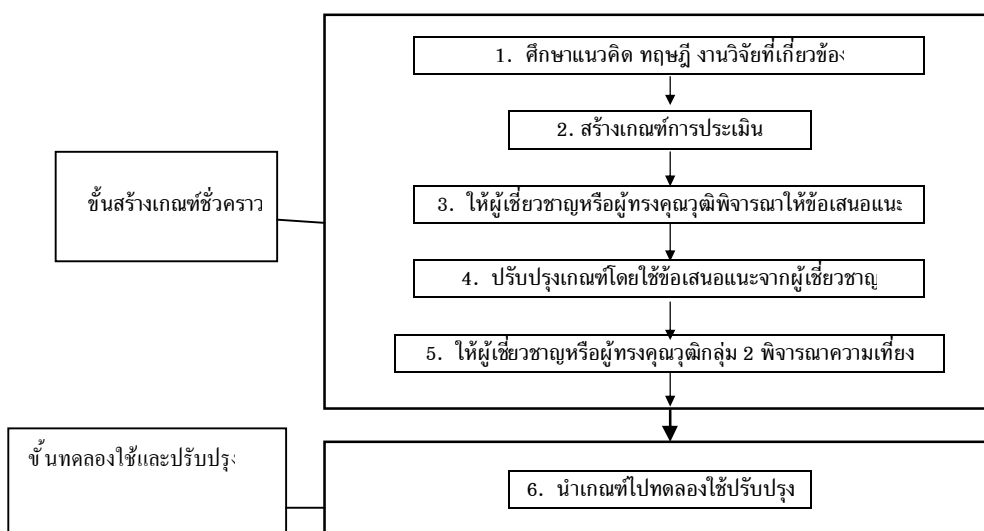 1. ศึกษาแนวคิด ทฤษฎี งานวิจัยที่เกี่ยวข้อง
2. สร้างเกณฑ์การประเมิน
ขั้นสร้างเกณฑ์ชั่วคราว
3. ให้ผู้เชี่ยวชาญหรือผู้ทรงคุณวุฒิพิจารณาให้ข้อเสนอแนะ
4. ปรับปรุงเกณฑ์โดยใช้ข้อเสนอแนะจากผู้เชี่ยวชาญ
5. ให้ผู้เชี่ยวชาญหรือผู้ทรงคุณวุฒิกลุ่ม 2 พิจารณาความเที่ยง
ขั้นทดลองใช้และปรับปรุง
6. นำเกณฑ์ไปทดลองใช้ปรับปรุง